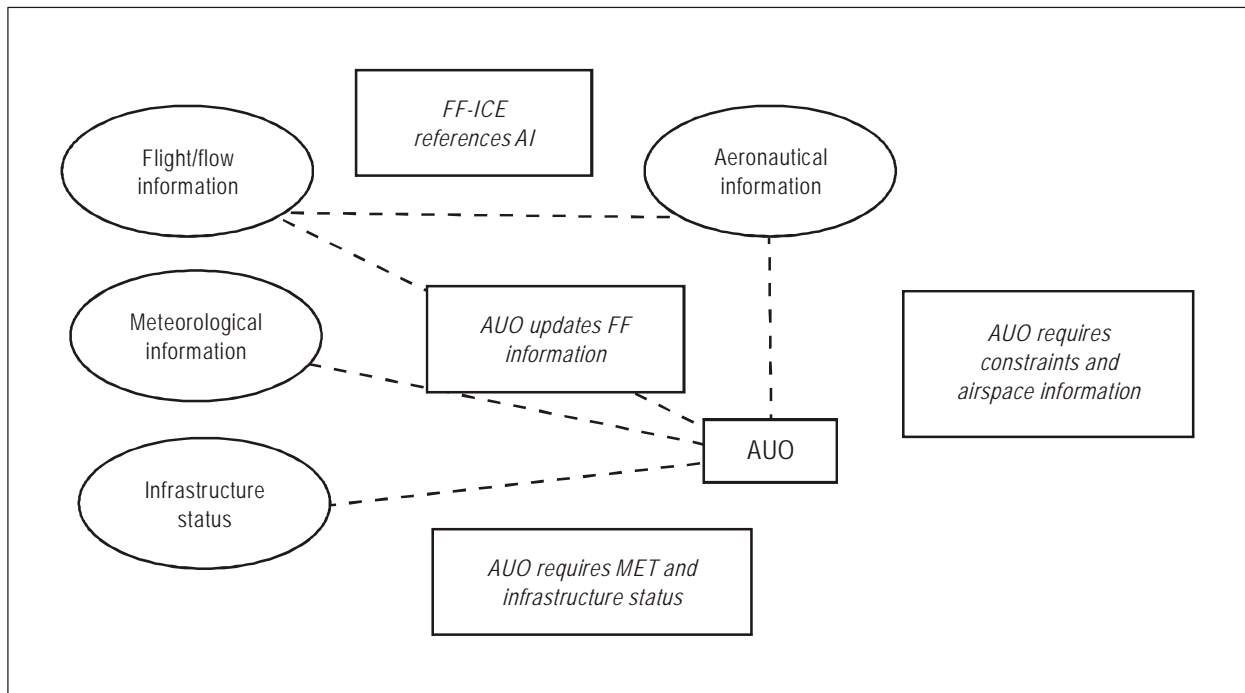 FF-ICE
references AI
Flight/flow
information
Aeronautical
information
Meteorological
information
AUO updates FF
information
AUO requires
constraints and
airspace information
AUO
Infrastructure
status
AUO requires MET and
infrastructure status